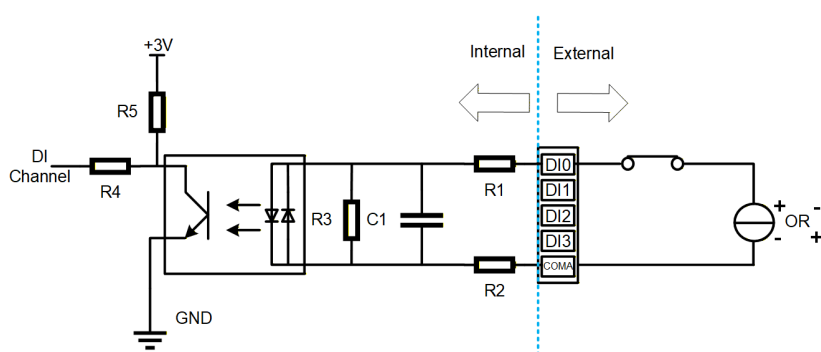 Internal
External
+3V
R5
DI
Channel
R4
R3
C1
R1
R2
DI0
DI1
DI2
DI3
COMA
+
-
OR
-
+
GND